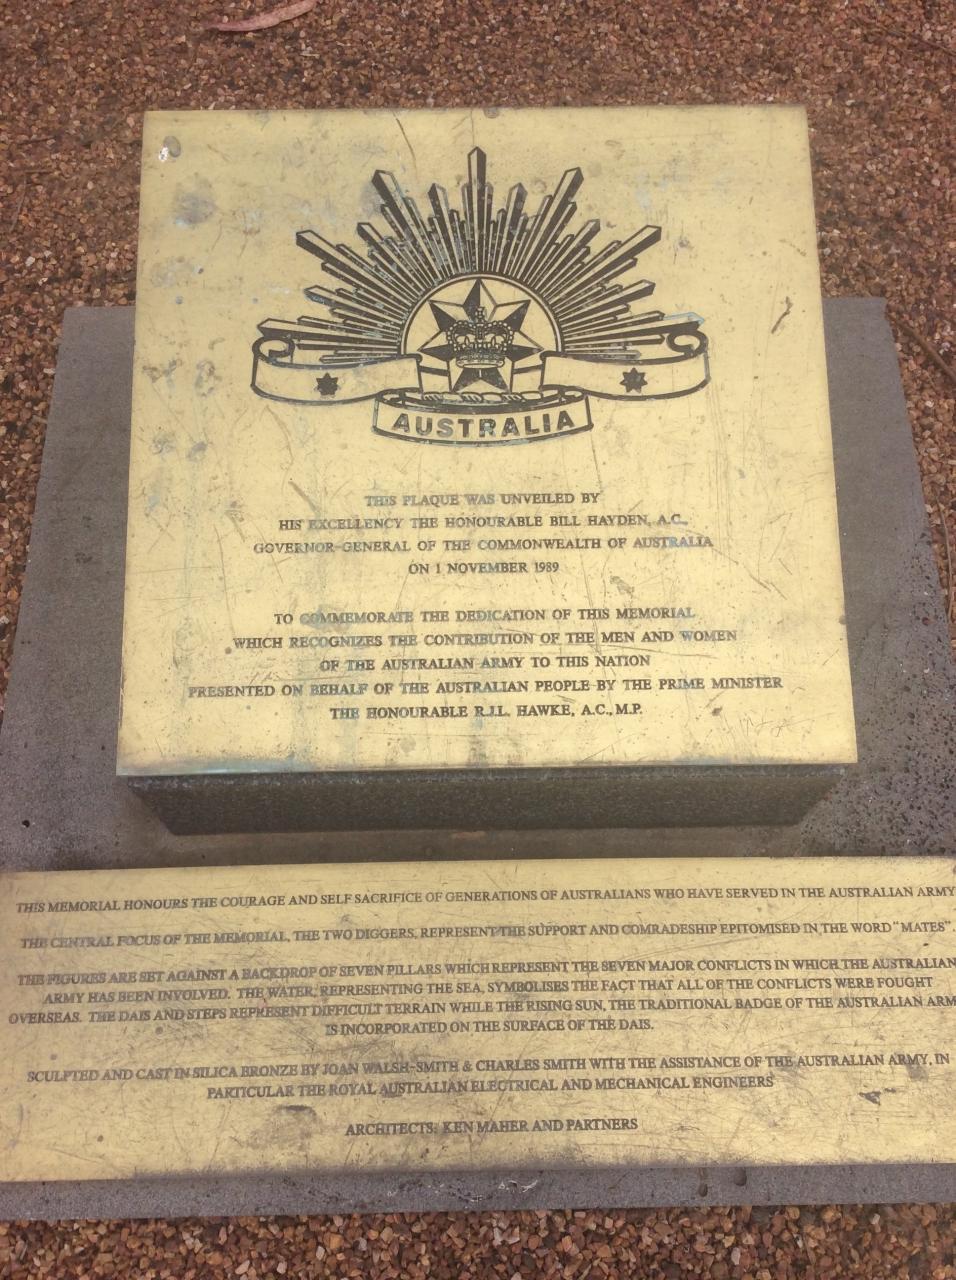 AUSTRALIA
THIS PLAQUE WAS UNVEILED BY
HIS EXCELLENCY THE HONOURABLE BILL HAYDEN, A.C.,
GOVERNOR-GENERAL OF THE COMMONWEALTH OF AUSTRALIA
ON 1 NOVEMBER 1989
TO COMMEMORATE THE DEDICATION OF THIS MEMORIAL
WHICH RECOGNIZES THE CONTRIBUTION OF THE MEN AND WOMEN
OF THE AUSTRALIAN ARMY TO THIS NATION
PRESENTED ON BEHALF OF THE AUSTRALIAN PEOPLE BY THE PRIME MINISTER
THE HONOURABLE R.J.L. HAWKE, A.C., M.P.
THIS MEMORIAL HONOURS THE COURAGE AND SELF SACRIFICE OF GENERATIONS OF AUSTRALIANS WHO HAVE SERVED IN THE AUSTRALIAN ARMY
THE CENTRAL FOCUS OF THE MEMORIAL, THE TWO DIGGERS, REPRESENT THE SUPPORT AND COMRADESHIP EPITOMISED IN THE WORD "MATES".
THE FIGURES ARE SET AGAINST A BACKDROP OF SEVEN PILLARS WHICH REPRESENT THE SEVEN MAJOR CONFLICTS IN WHICH THE AUSTRALIAN
ARMY HAS BEEN INVOLVED. THE WATER, REPRESENTING THE SEA, SYMBOLISES THE FACT THAT ALL OF THE CONFLICTS WERE FOUGHT
OVERSEAS. THE DAIS AND STEPS REPRESENT DIFFICULT TERRAIN WHILE THE RISING SUN, THE TRADITIONAL BADGE OF THE AUSTRALIAN ARM
IS INCORPORATED ON THE SURFACE OF THE DAIS.
SCULPTED AND CAST IN SILICA BRONZE BY JOAN WALSH-SMITH & CHARLES SMITH WITH THE ASSISTANCE OF THE AUSTRALIAN ARMY, IN
PARTICULAR THE ROYAL AUSTRALIAN ELECTRICAL AND MECHANICAL ENGINEERS
ARCHITECTS: KEN MAHER AND PARTNERS